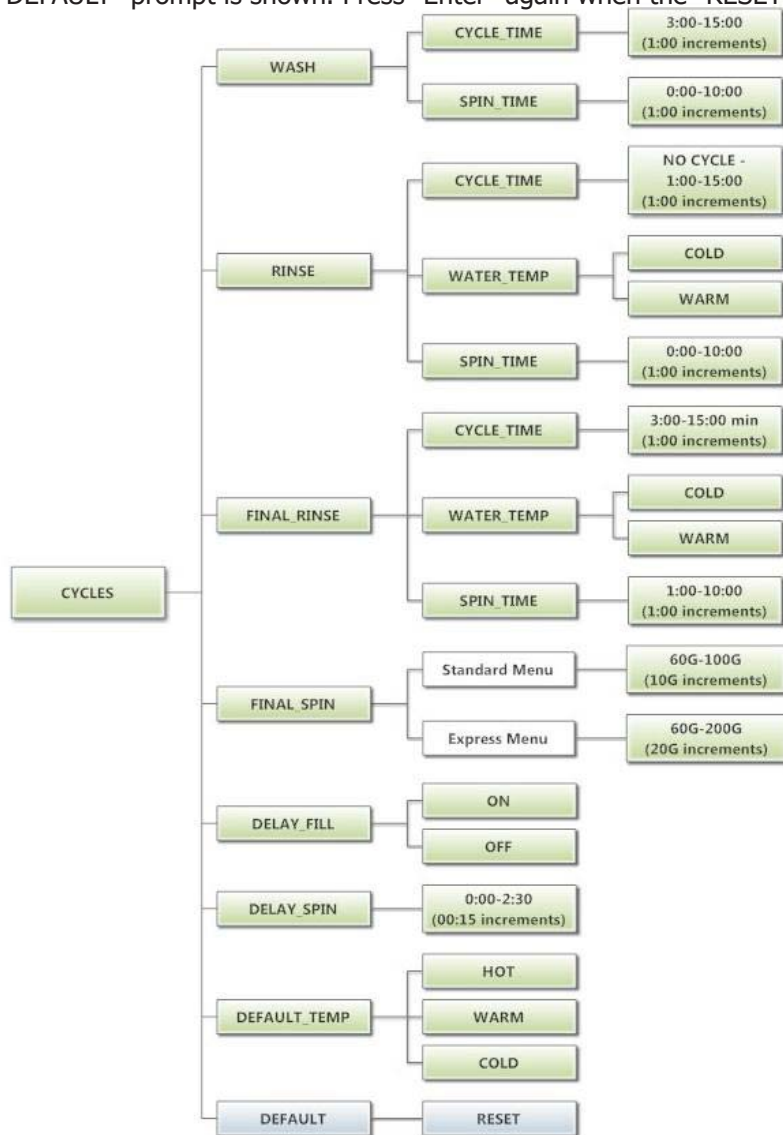 DEFAULT" prompt is shown. Press "Enter" again when the "RESET
CYCLES
WASH
CYCLE_TIME
3:00-15:00
(1:00 increments)
SPIN_TIME
0:00-10:00
(1:00 increments)
RINSE
CYCLE_TIME
NO CYCLE -
1:00-15:00
(1:00 increments)
WATER_TEMP
COLD
WARM
SPIN_TIME
0:00-10:00
(1:00 increments)
FINAL_RINSE
CYCLE_TIME
3:00-15:00 min
(1:00 increments)
WATER_TEMP
COLD
WARM
SPIN_TIME
1:00-10:00
(1:00 increments)
FINAL_SPIN
Standard Menu
60G-100G
(10G increments)
Express Menu
60G-200G
(20G increments)
DELAY_FILL
ON
OFF
DELAY_SPIN
0:00-2:30
(00:15 increments)
DEFAULT_TEMP
HOT
WARM
COLD
DEFAULT
RESET